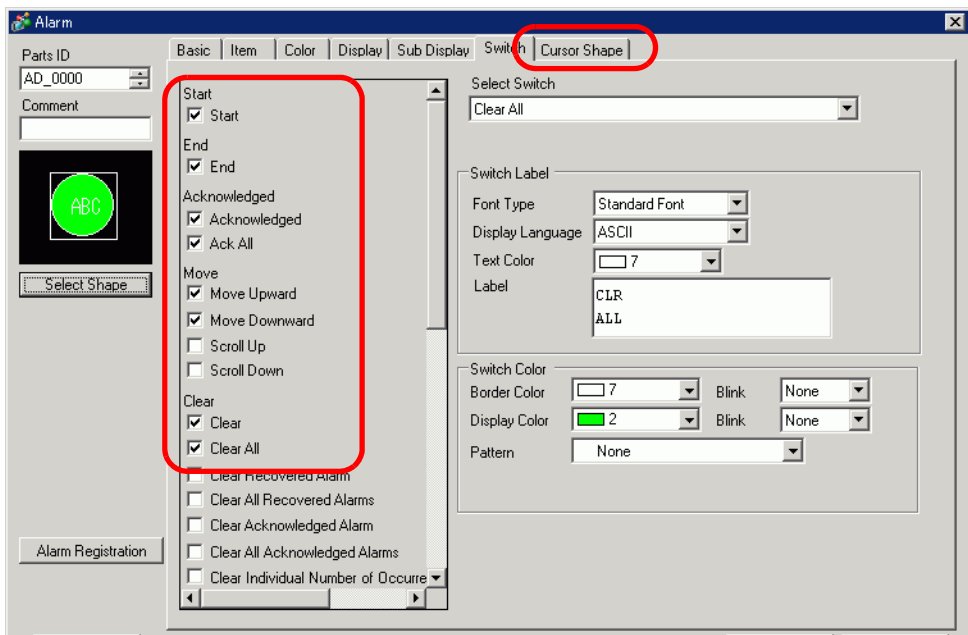 Alarm
Parts ID
AD_0000
Comment
ABC
Select Shape
Alarm Registration
Basic Item Color Display Sub Display Switch Cursor Shape
Start
Start
End
End
Acknowledged
Acknowledged
Ack All
Move
Move Upward
Move Downward
Scroll Up
Scroll Down
Clear
Clear
Clear All
Clear Recovered Alarm
Clear All Recovered Alarms
Clear Acknowledged Alarm
Clear All Acknowledged Alarms
Clear Individual Number of Occurre
Select Switch
Clear All
Switch Label
Font Type Standard Font
Display Language ASCII
Text Color 7
Label
CLR
ALL
Switch Color
Border Color 7 Blink None
Display Color 2 Blink None
Pattern None